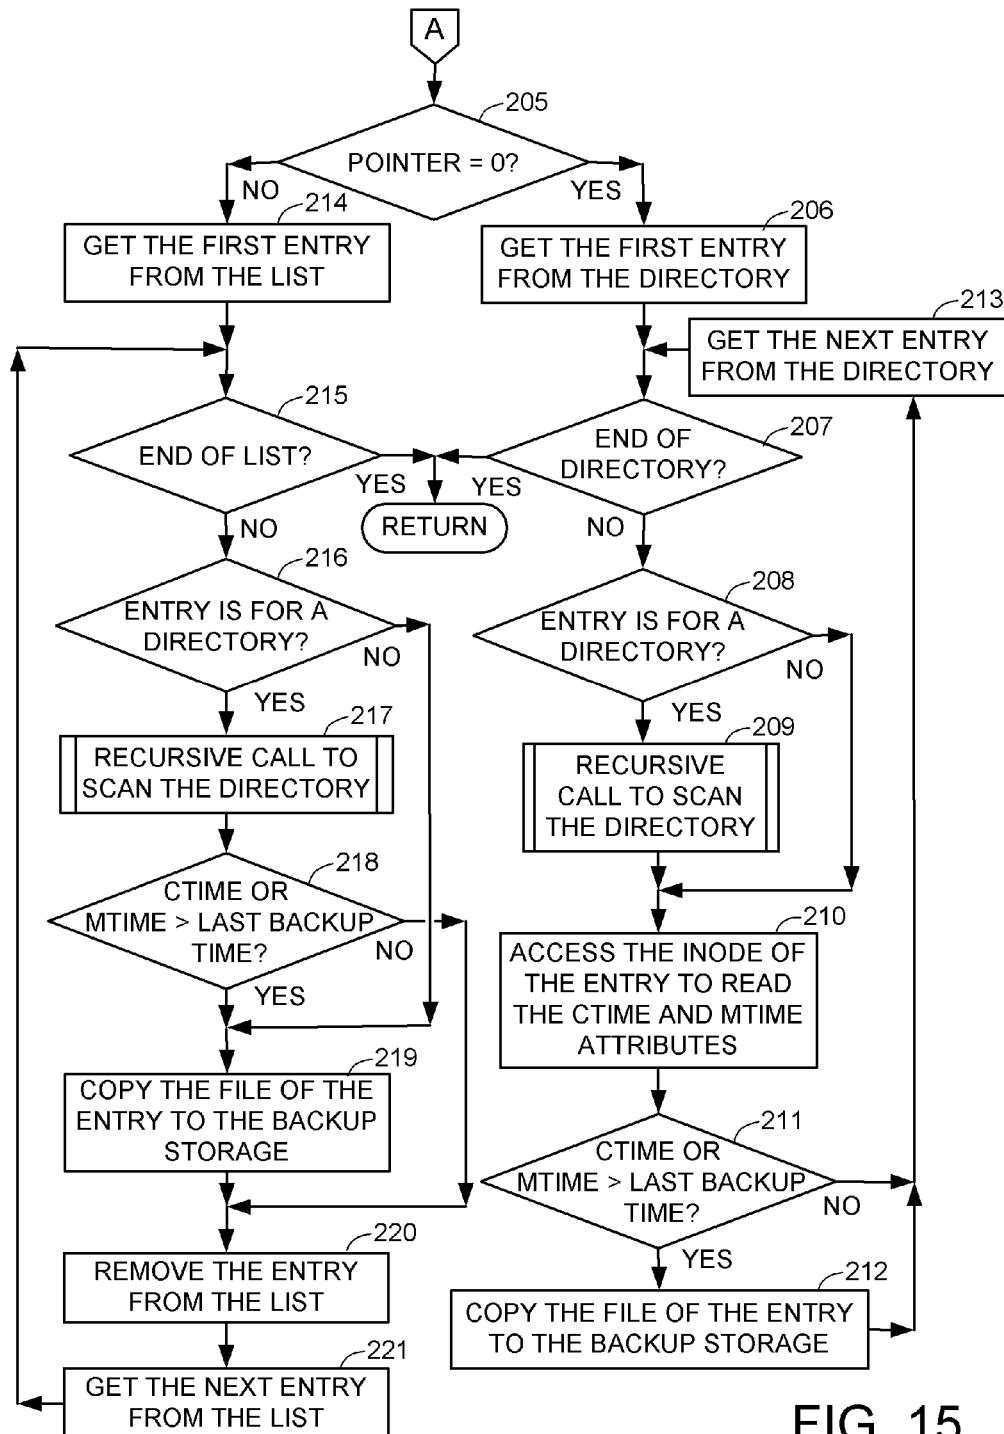 A
205
POINTER = 0?
NO
YES
214
GET THE FIRST ENTRY
FROM THE LIST
206
GET THE FIRST ENTRY
FROM THE DIRECTORY
213
GET THE NEXT ENTRY
FROM THE DIRECTORY
215
END OF LIST?
YES
NO
207
END OF
DIRECTORY?
YES
NO
RETURN
216
ENTRY IS FOR A
DIRECTORY?
NO
YES
208
ENTRY IS FOR A
DIRECTORY?
NO
YES
217
RECURSIVE CALL TO
SCAN THE DIRECTORY
209
RECURSIVE
CALL TO SCAN
THE DIRECTORY
218
CTIME OR
MTIME > LAST BACKUP
TIME?
NO
YES
210
ACCESS THE INODE OF
THE ENTRY TO READ
THE CTIME AND MTIME
ATTRIBUTES
219
COPY THE FILE OF THE
ENTRY TO THE BACKUP
STORAGE
211
CTIME OR
MTIME > LAST BACKUP
TIME?
NO
YES
220
REMOVE THE ENTRY
FROM THE LIST
212
COPY THE FILE OF THE ENTRY
TO THE BACKUP STORAGE
221
GET THE NEXT ENTRY
FROM THE LIST
FIG. 15